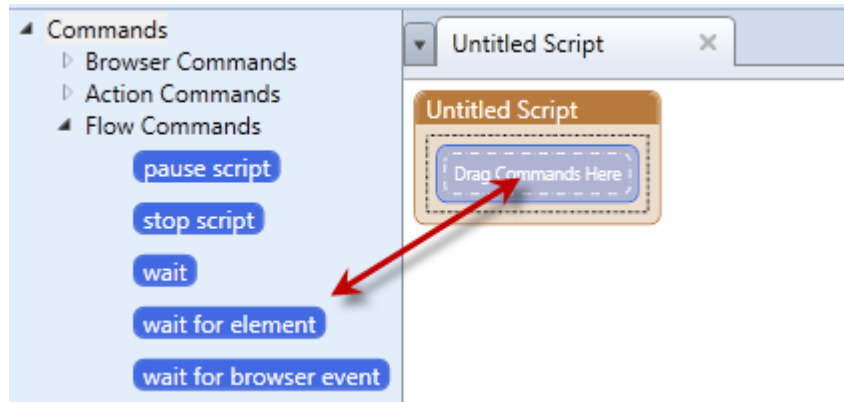 Commands
Browser Commands
Action Commands
Flow Commands
pause script
stop script
wait
wait for element
wait for browser event
Untitled Script
Untitled Script
Drag Commands Here